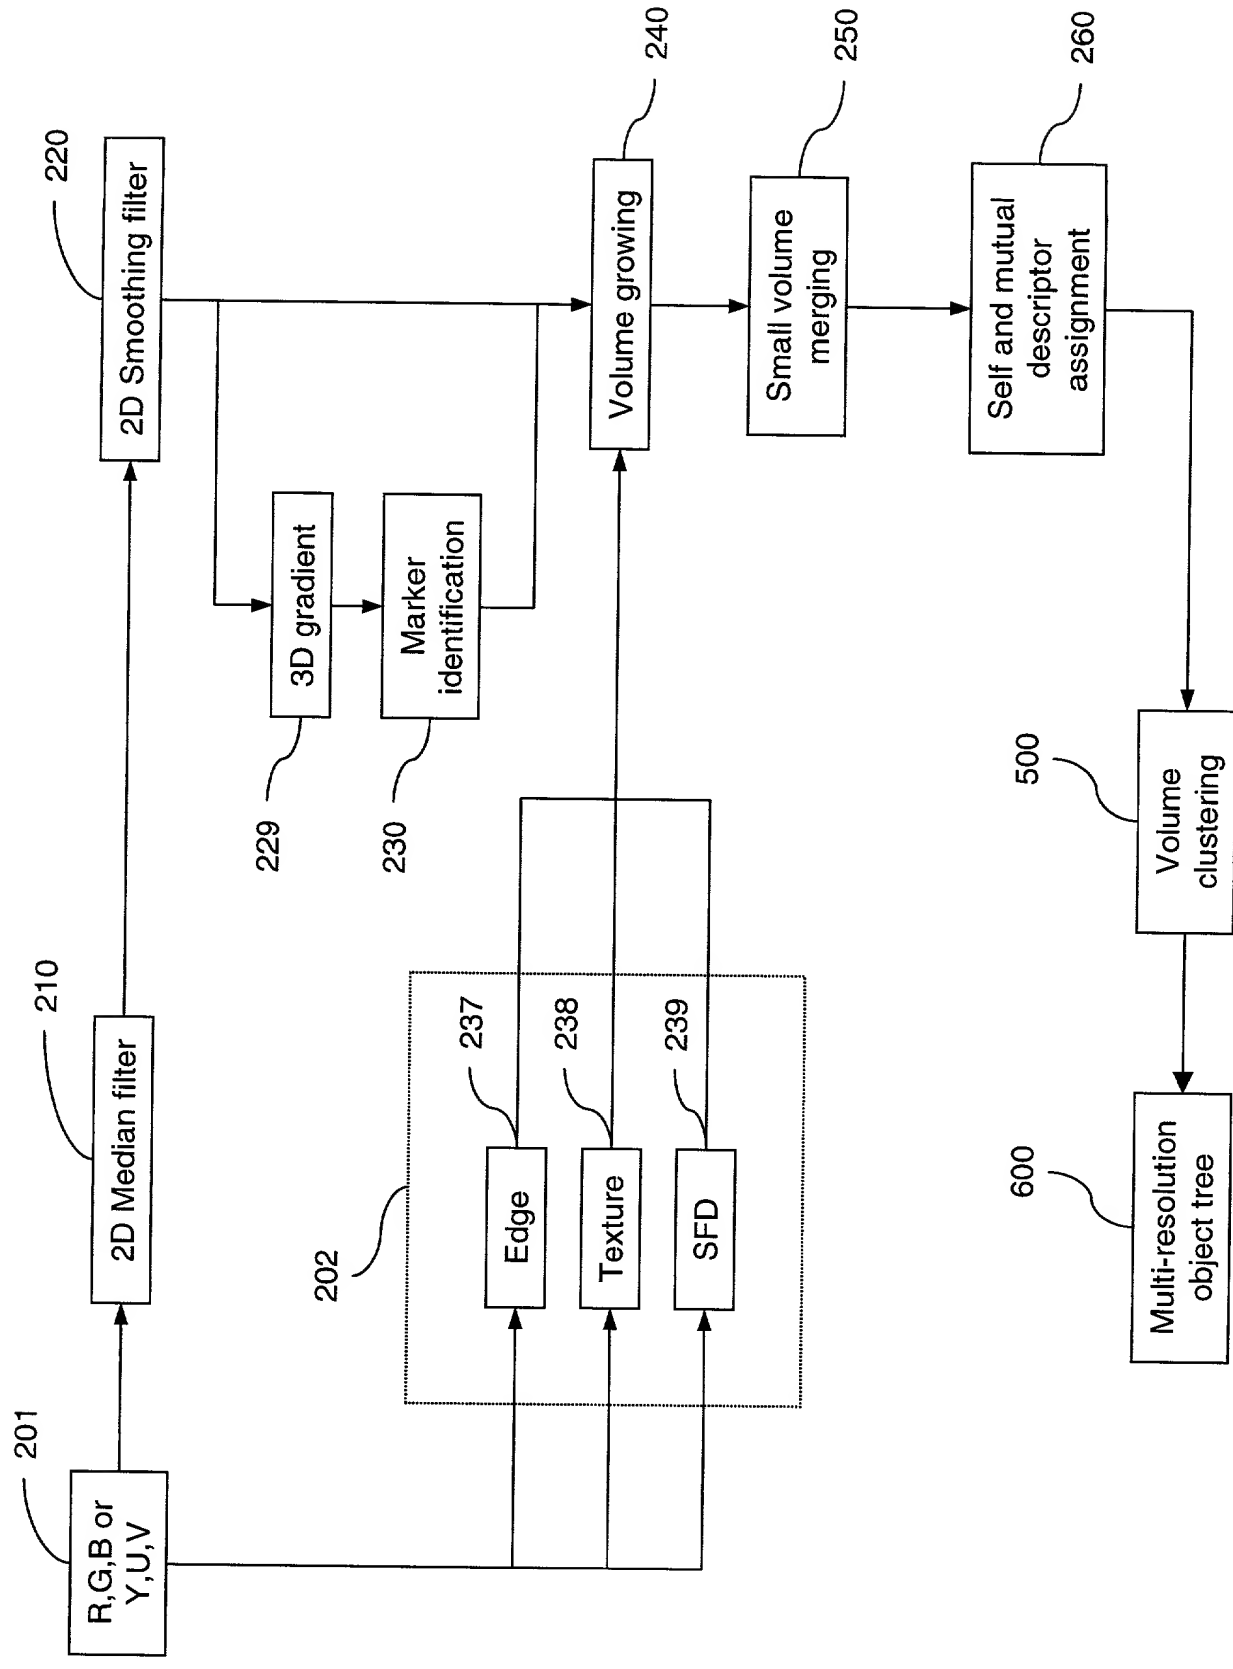 201
R,G,B or
Y,U,V
210
2D Median filter
220
2D Smoothing filter
229
3D gradient
230
Marker
identification
202
237
Edge
238
Texture
239
SFD
240
Volume growing
250
Small volume
merging
260
Self and mutual
descriptor
assignment
500
Volume
clustering
600
Multi-resolution
object tree